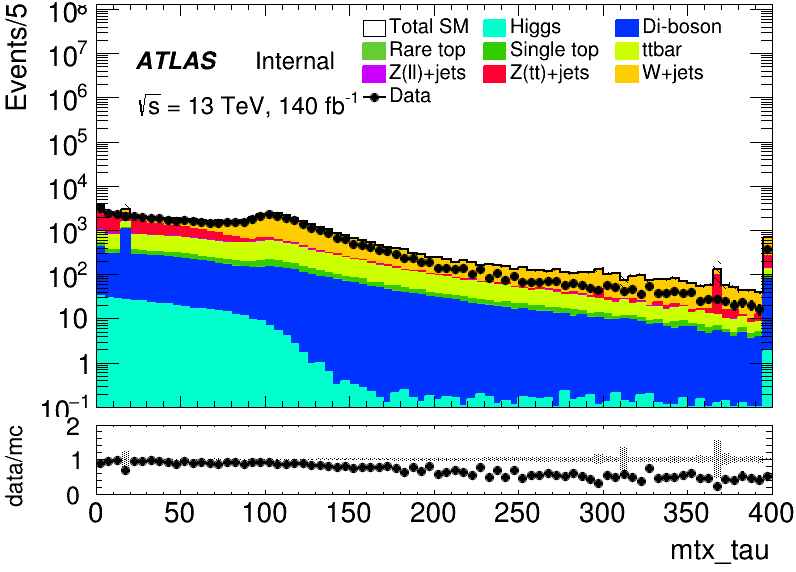 Events/5
10⁸
10⁷
10⁶
10⁵
10⁴
10³
10²
10
1
10⁻¹
Total SM Higgs Di-boson
Rare top Single top ttbar
Z(ll)+jets Z(tt)+jets W+jets
Data
ATLAS Internal
√s = 13 TeV, 140 fb⁻¹
data/mc
2
1
0
0 50 100 150 200 250 300 350 400
mtx_tau